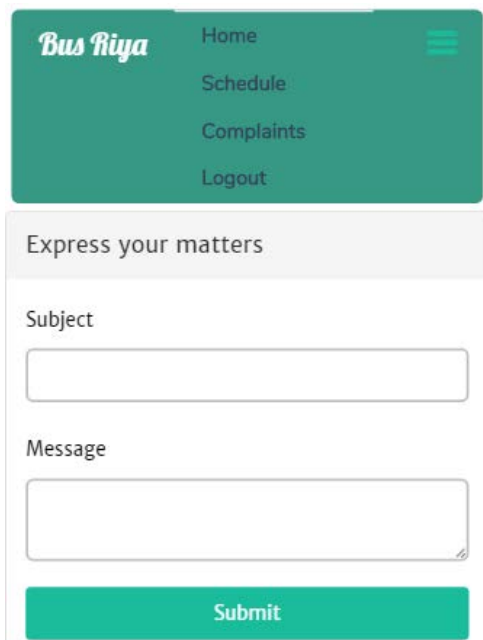 Bus Riya
Home
Schedule
Complaints
Logout
Express your matters
Subject
Message
Submit